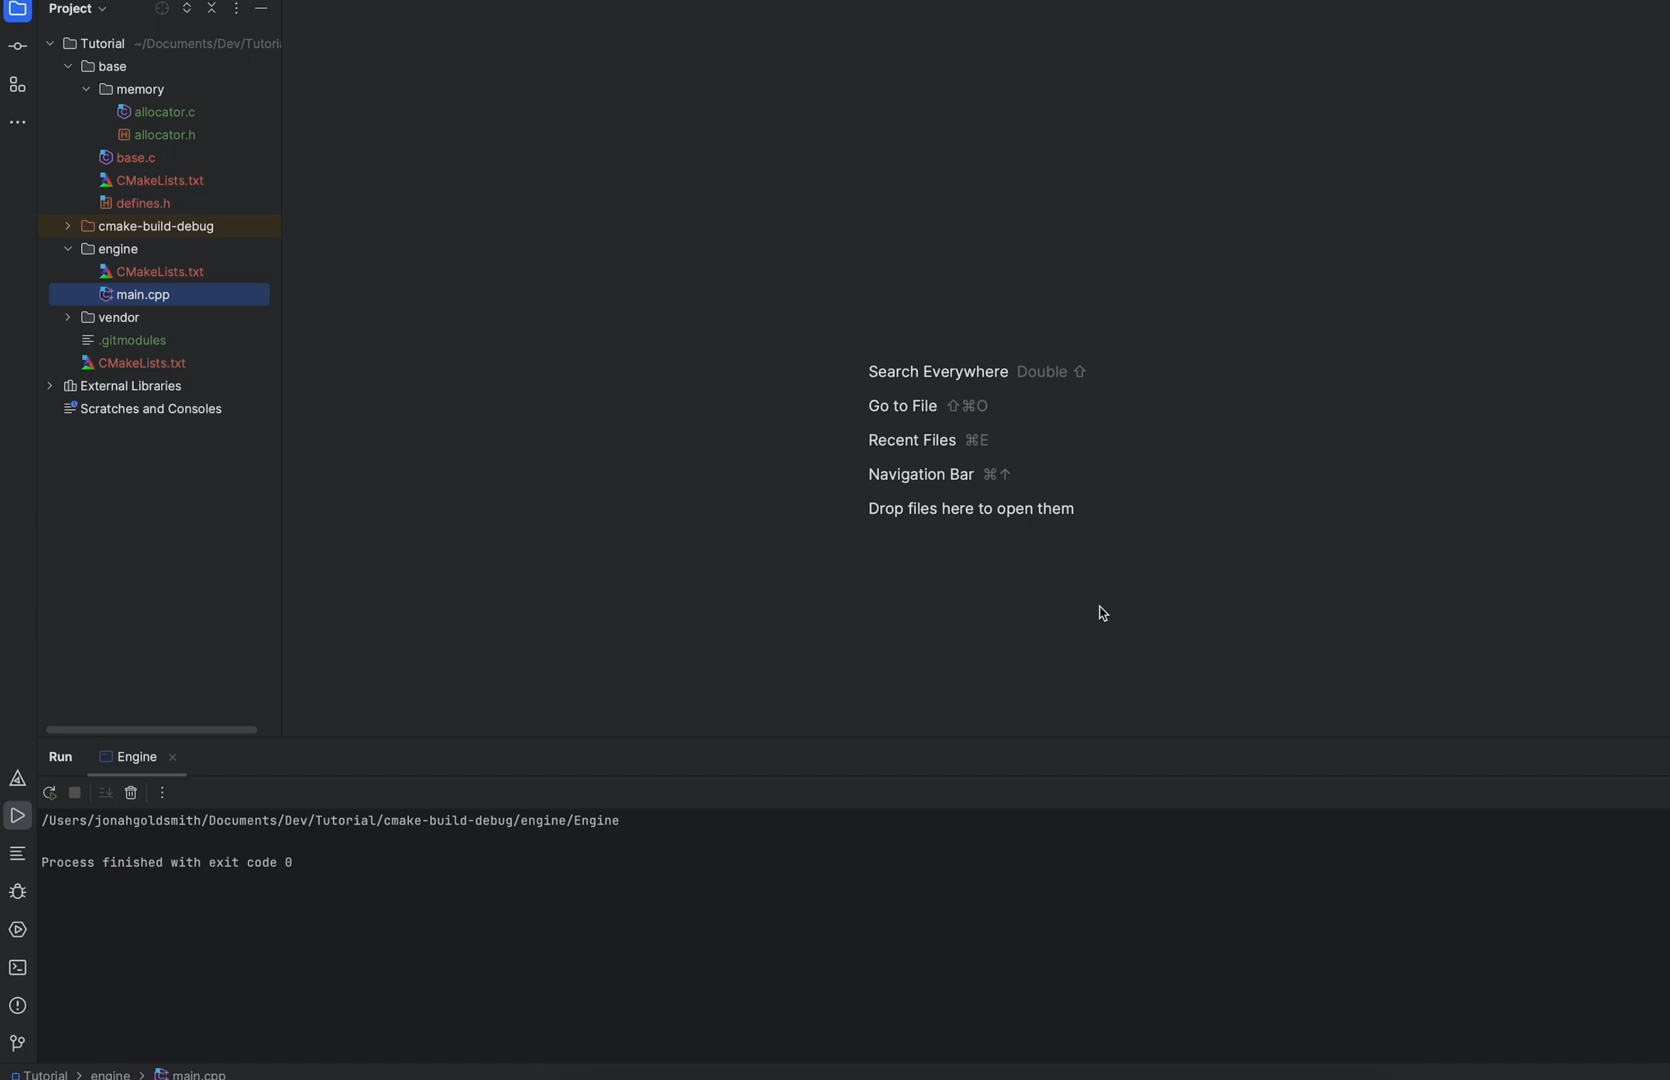 Project
Tutorial ~/Documents/Dev/Tutoria
base
memory
allocator.c
allocator.h
base.c
CMakeLists.txt
defines.h
cmake-build-debug
engine
CMakeLists.txt
main.cpp
vendor
.gitmodules
CMakeLists.txt
External Libraries
Scratches and Consoles
Search Everywhere Double ⇧
Go to File ⇧⌘O
Recent Files ⌘E
Navigation Bar ⌘↑
Drop files here to open them
Run Engine
/Users/jonahgoldsmith/Documents/Dev/Tutorial/cmake-build-debug/engine/Engine
Process finished with exit code 0
Tutorial > engine > main.cpp